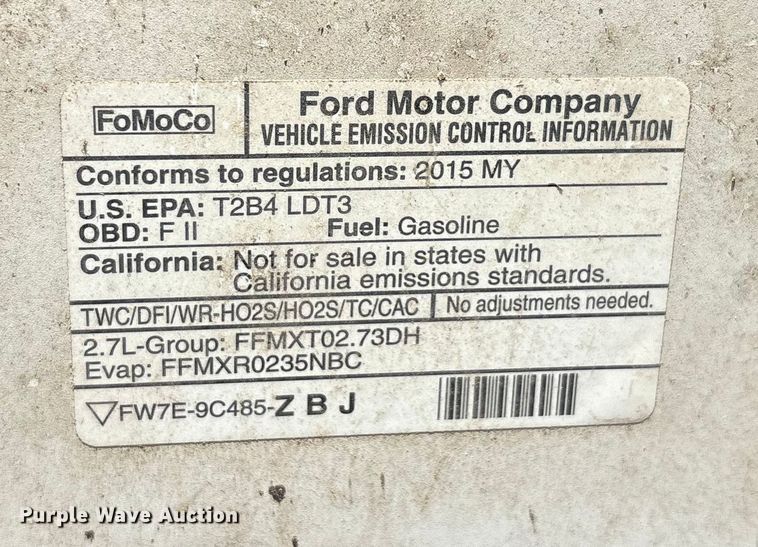 FoMoCo
Ford Motor Company
VEHICLE EMISSION CONTROL INFORMATION
Conforms to regulations: 2015 MY
U.S. EPA: T2B4 LDT3
OBD: F II Fuel: Gasoline
California: Not for sale in states with
California emissions standards.
TWC/DFI/WR-HO2S/HO2S/TC/CAC No adjustments needed.
2.7L-Group: FFMXT02.73DH
Evap: FFMXR0235NBC
▽FW7E-9C485-Z B J
Purple Wave Auction